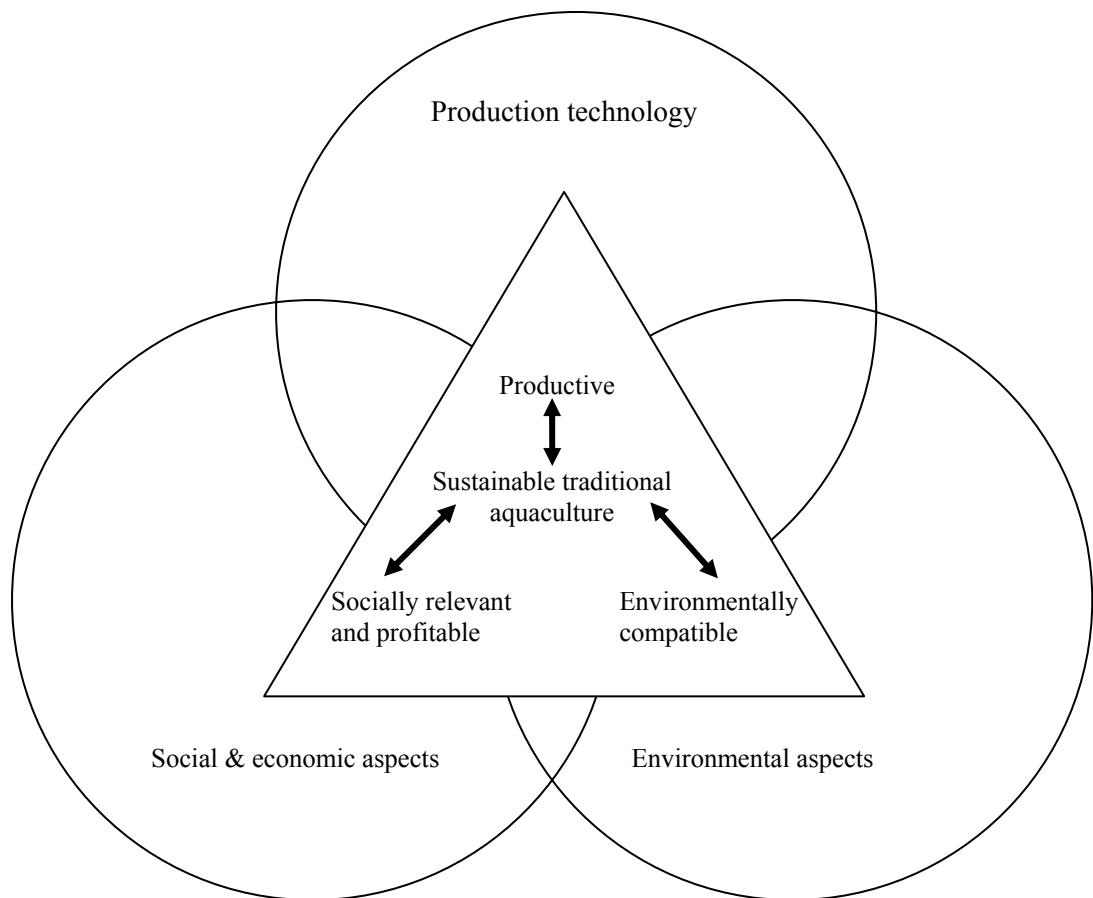 Production technology
Productive
Sustainable traditional
aquaculture
Socially relevant
and profitable
Environmentally
compatible
Social & economic aspects
Environmental aspects